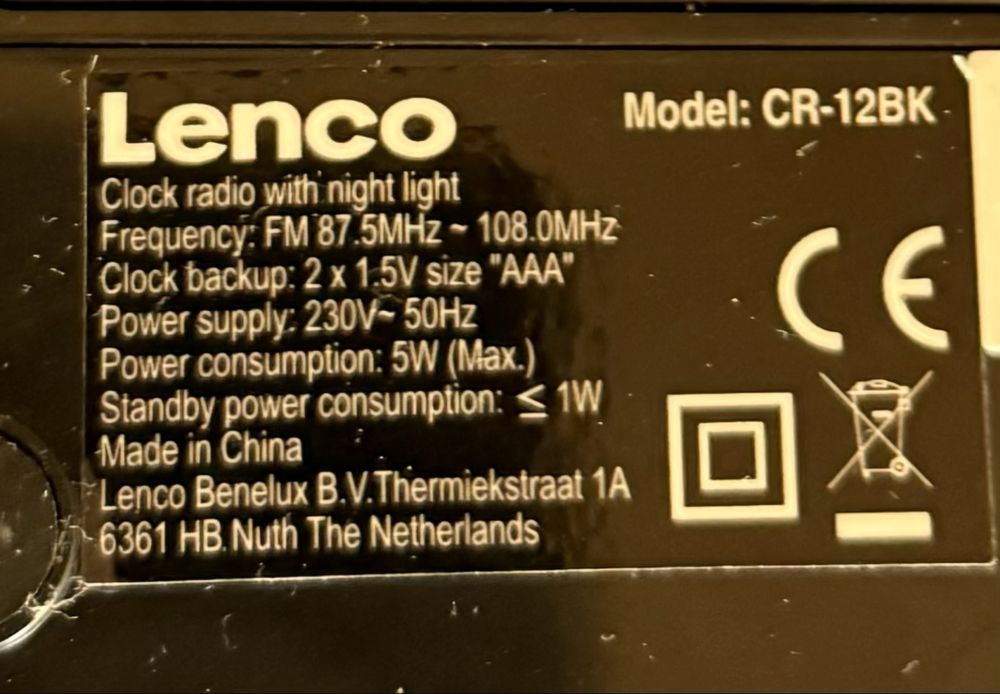 Lenco
Model: CR-12BK
Clock radio with night light
Frequency: FM 87.5MHz ~ 108.0MHz
Clock backup: 2 x 1.5V size "AAA"
Power supply: 230V~ 50Hz
Power consumption: 5W (Max.)
Standby power consumption: ≤ 1W
Made in China
Lenco Benelux B.V.Thermiekstraat 1A
6361 HB Nuth The Netherlands
CE